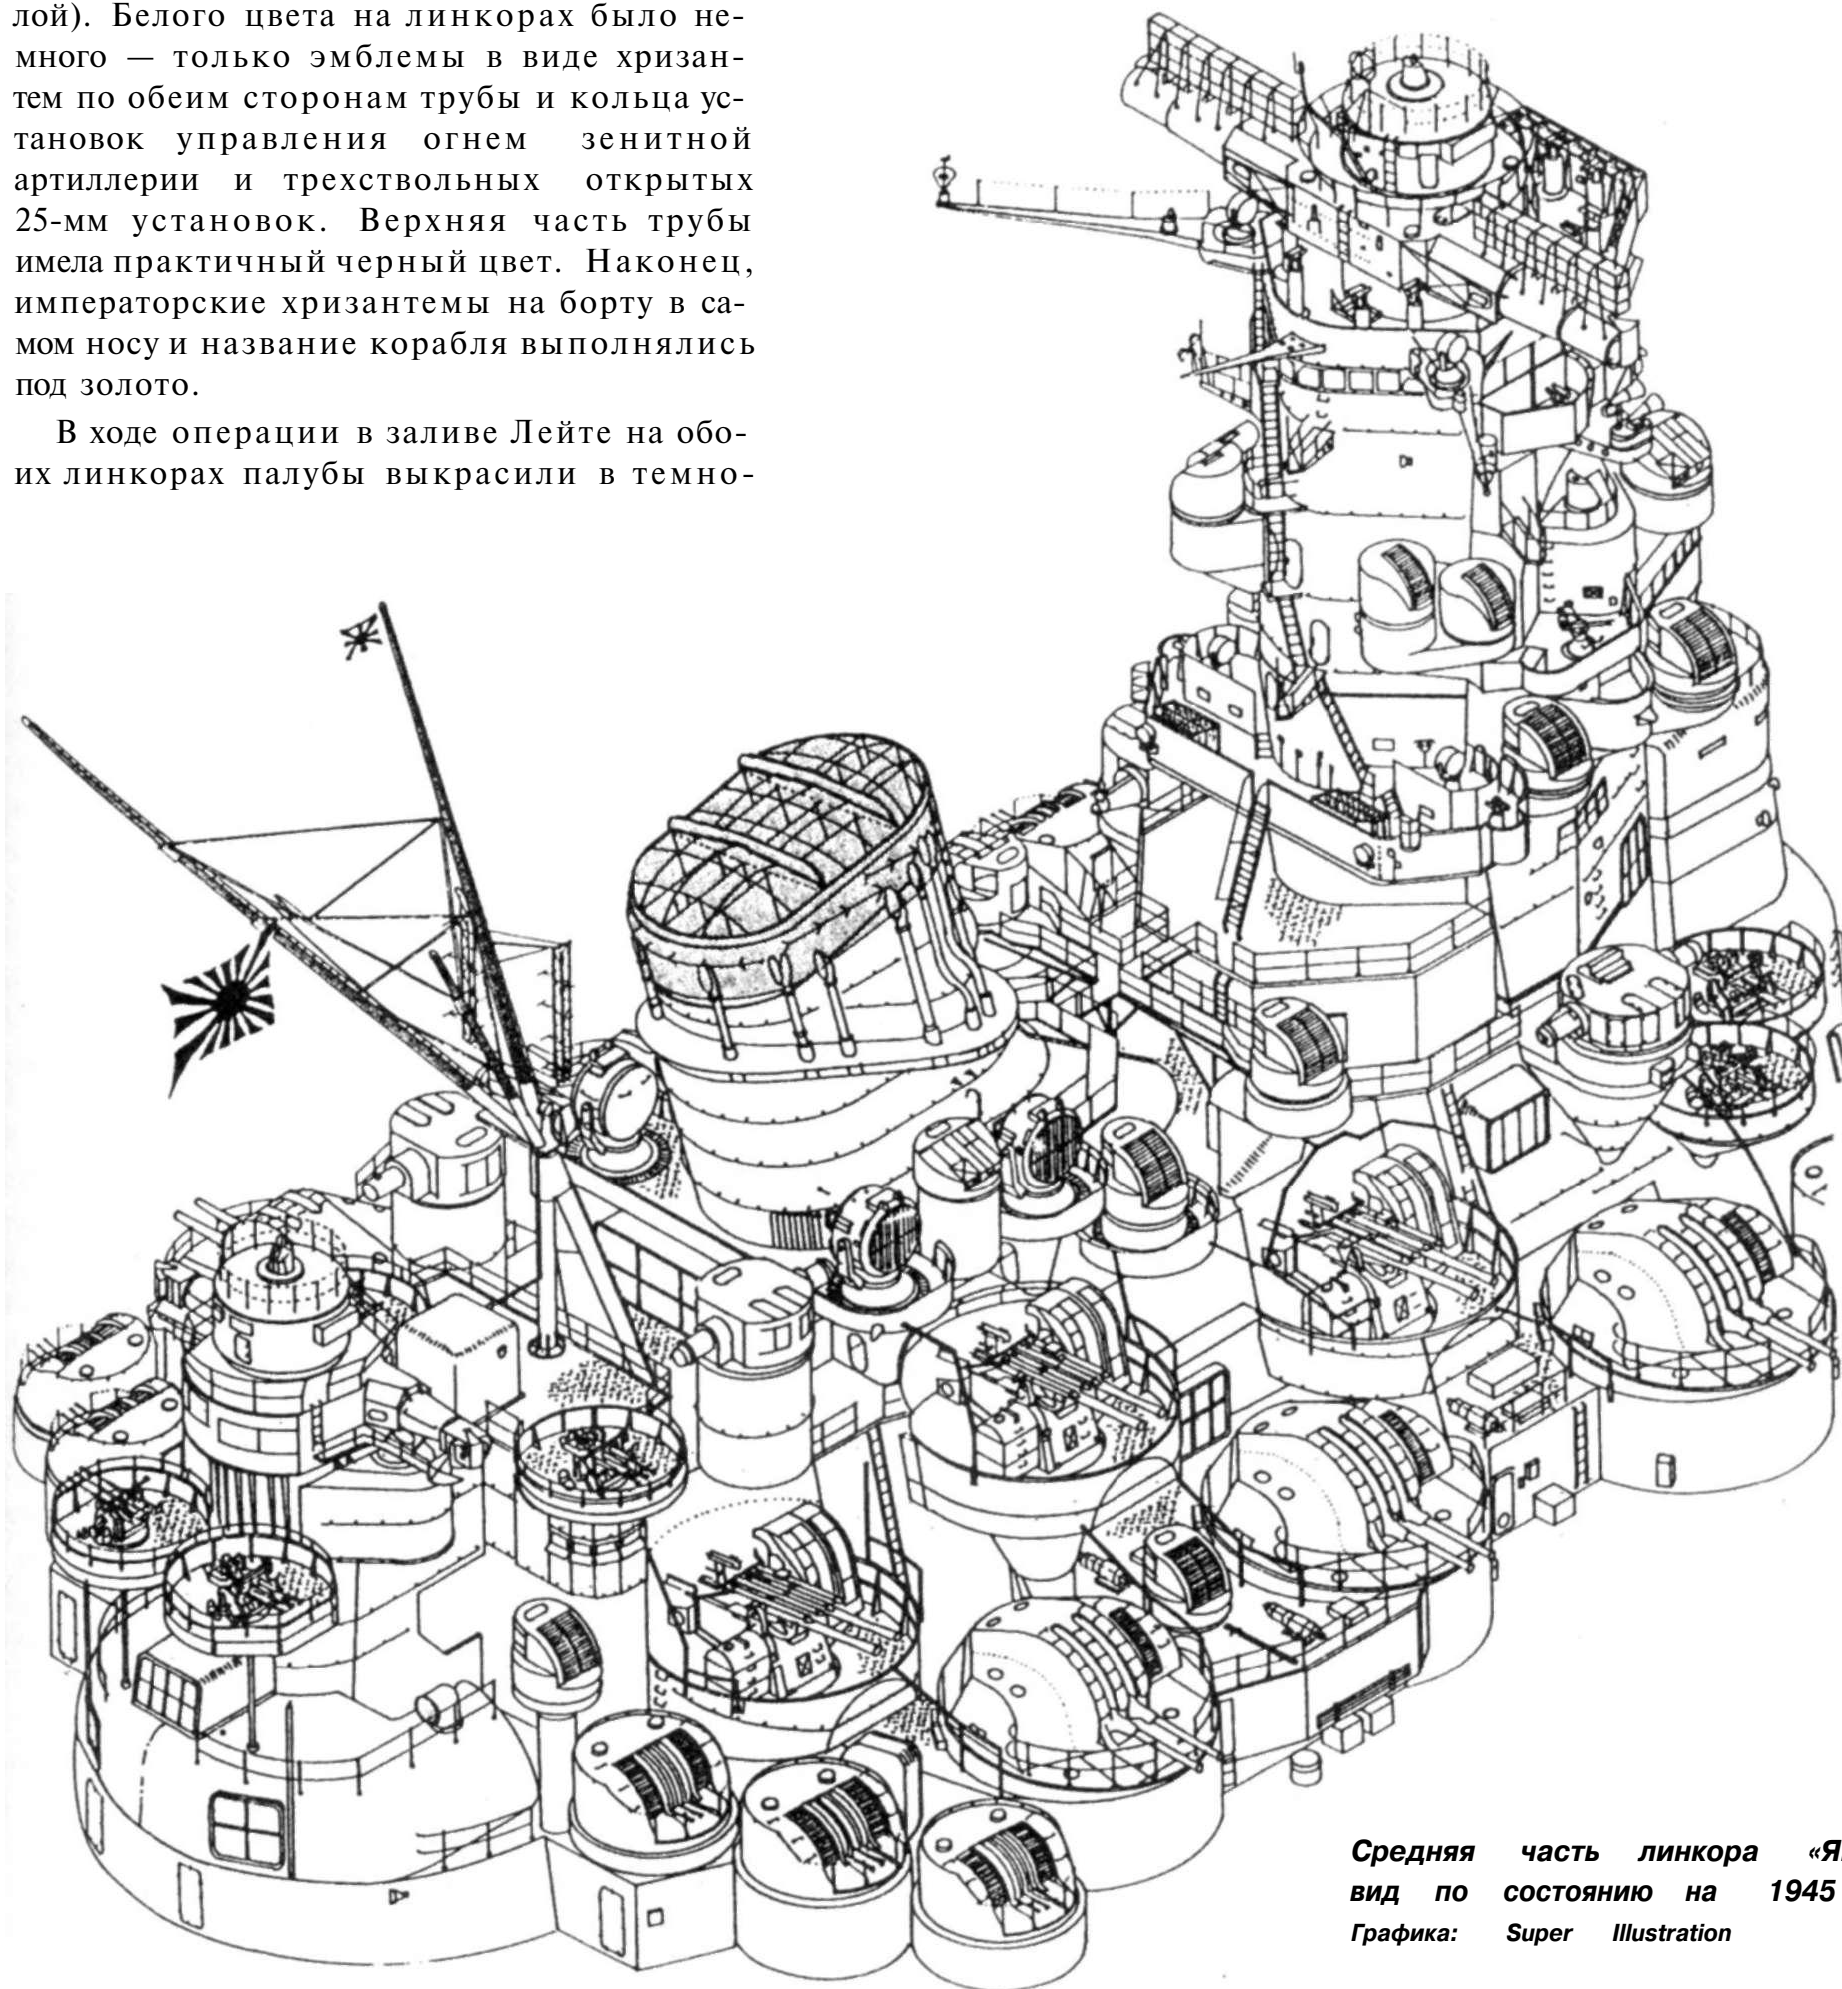 лой). Белого цвета на линкорах было не-
много — только эмблемы в виде хризан-
тем по обеим сторонам трубы и кольца ус-
тановок управления огнем зенитной
артиллерии и трехствольных открытых
25-мм установок. Верхняя часть трубы
имела практичный черный цвет. Наконец,
императорские хризантемы на борту в са-
мом носу и название корабля выполнялись
под золото.
В ходе операции в заливе Лейте на обо-
их линкорах палубы выкрасили в темно-
Средняя часть линкора
вид по состоянию на 1945
Графика: Super Illustration